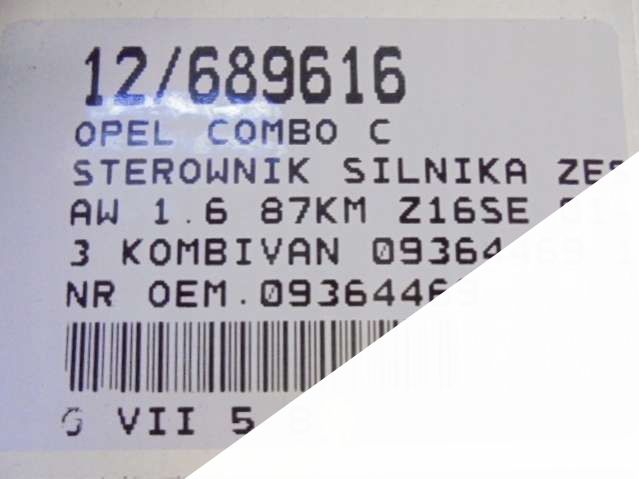 12/689616
OPEL COMBO C
STEROWNIK SILNIKA
AW 1.6 87KM Z16SE
3 KOMBIVAN
NR OEM.
VII 5